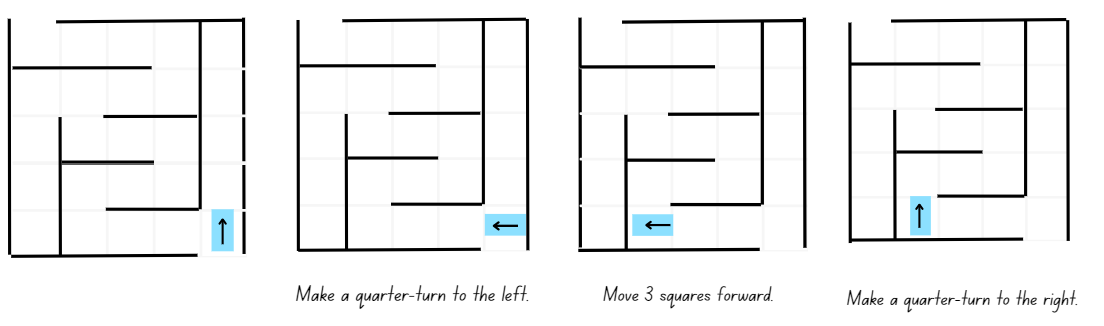 Make a quarter-turn to the left.
Move 3 squares forward.
Make a quarter-turn to the right.